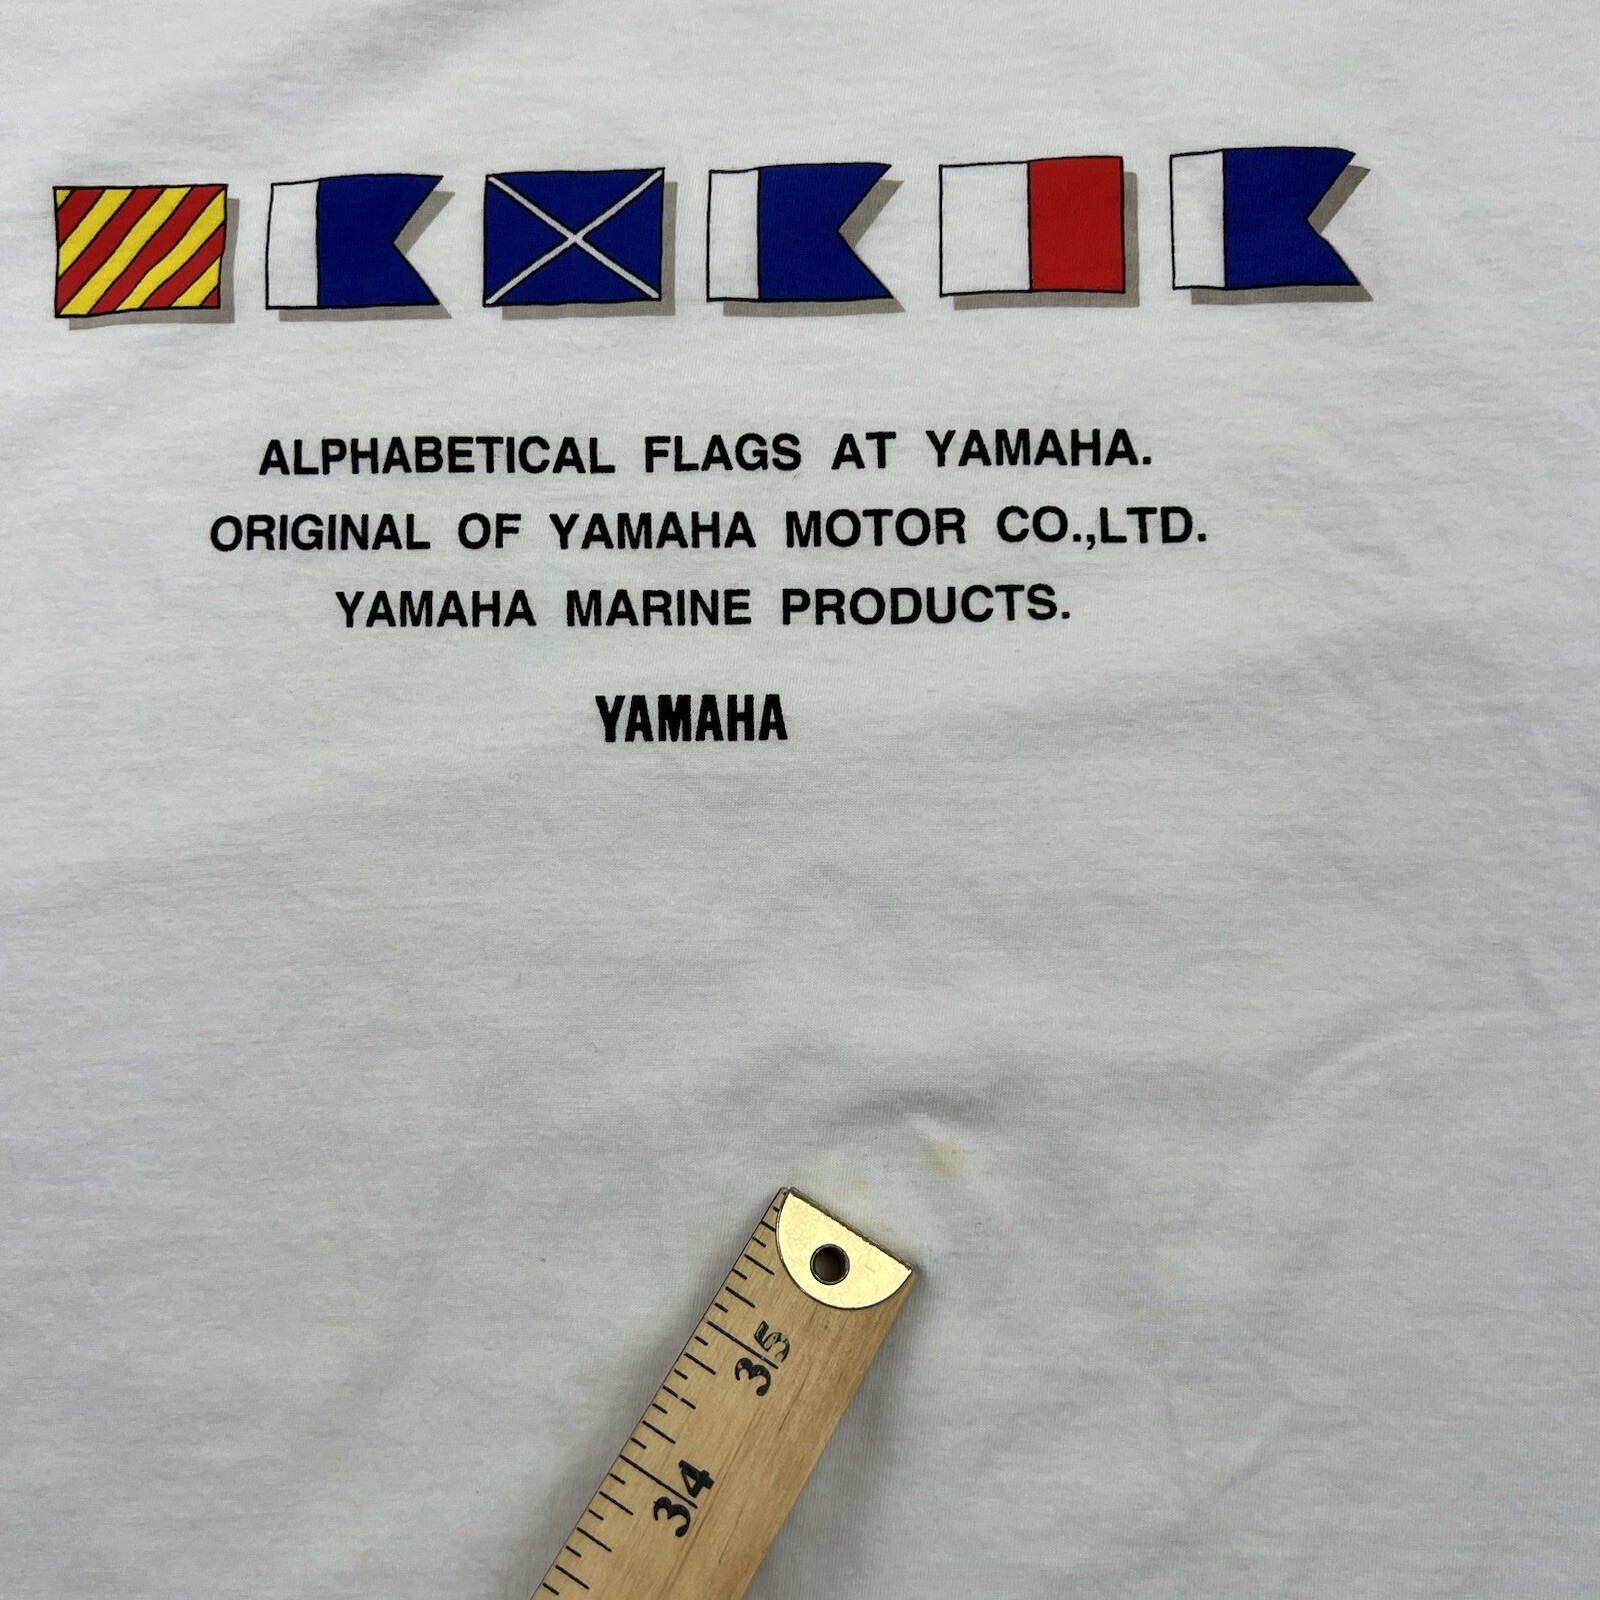 ALPHABETICAL FLAGS AT YAMAHA.
ORIGINAL OF YAMAHA MOTOR CO.,LTD.
YAMAHA MARINE PRODUCTS.
YAMAHA
35
34